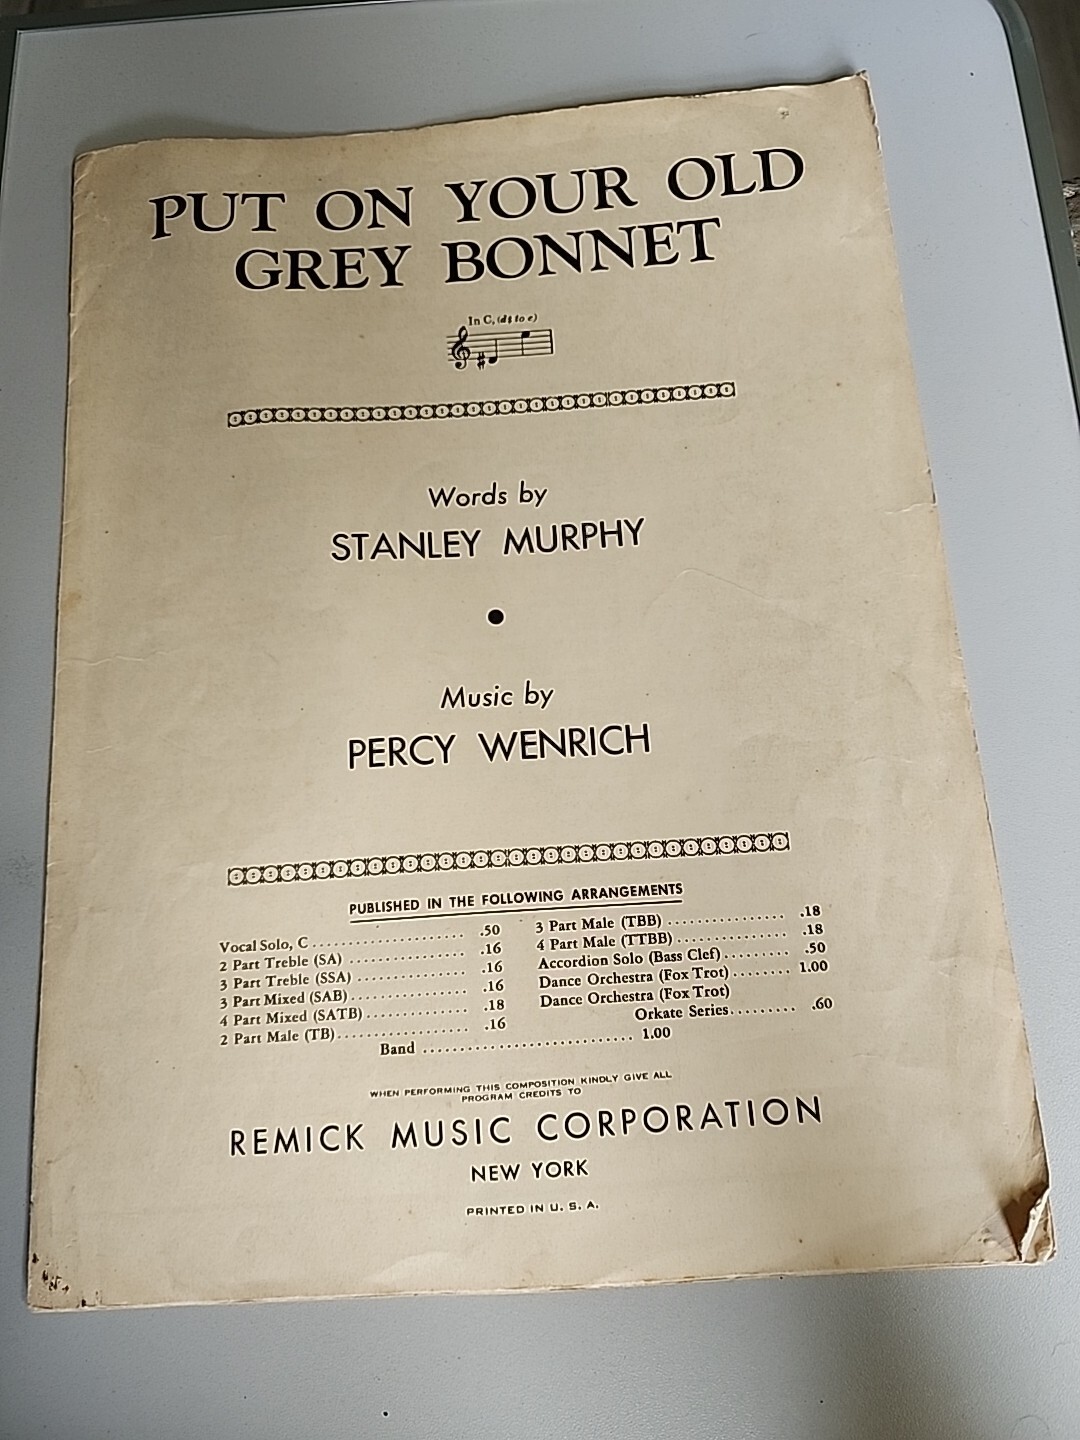 PUT ON YOUR OLD
GREY BONNET
In C, (d♯ to e)
Words by
STANLEY MURPHY
Music by
PERCY WENRICH
PUBLISHED IN THE FOLLOWING ARRANGEMENTS
Vocal Solo, C ...................... .50
2 Part Treble (SA) ................ .16
3 Part Treble (SSA) ............... .16
3 Part Mixed (SAB) ................ .16
4 Part Mixed (SATB) .............. .18
2 Part Male (TB) ................... .16
3 Part Male (TBB) ................ .18
4 Part Male (TTBB) ............... .18
Accordion Solo (Bass Clef) ......... .50
Dance Orchestra (Fox Trot) ........ 1.00
Dance Orchestra (Fox Trot)
Orkate Series ......... .60
Band ........................... 1.00
WHEN PERFORMING THIS COMPOSITION KINDLY GIVE ALL
PROGRAM CREDITS TO
REMICK MUSIC CORPORATION
NEW YORK
PRINTED IN U. S. A.